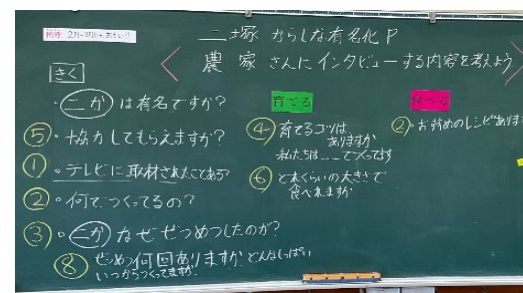 二塚 からしな有名化P
農家 さんにインタビューする内容を考えよう
きく
・二か は有名ですか?
⑤・協力してもらえますか?
①・テレビに取材されたことある?
②・何でつくってるの?
③・二か なぜぜつめつしたのか?
⑧ ぜつめつ何回ありますか どんなしっぱい
いつからつくってますか?
育てる
④・育てるコツは
ありますか
私たちは でつくってます
⑥・どれくらいの大きさで
食べれますか
食べる
②・おすすめのレシピありま